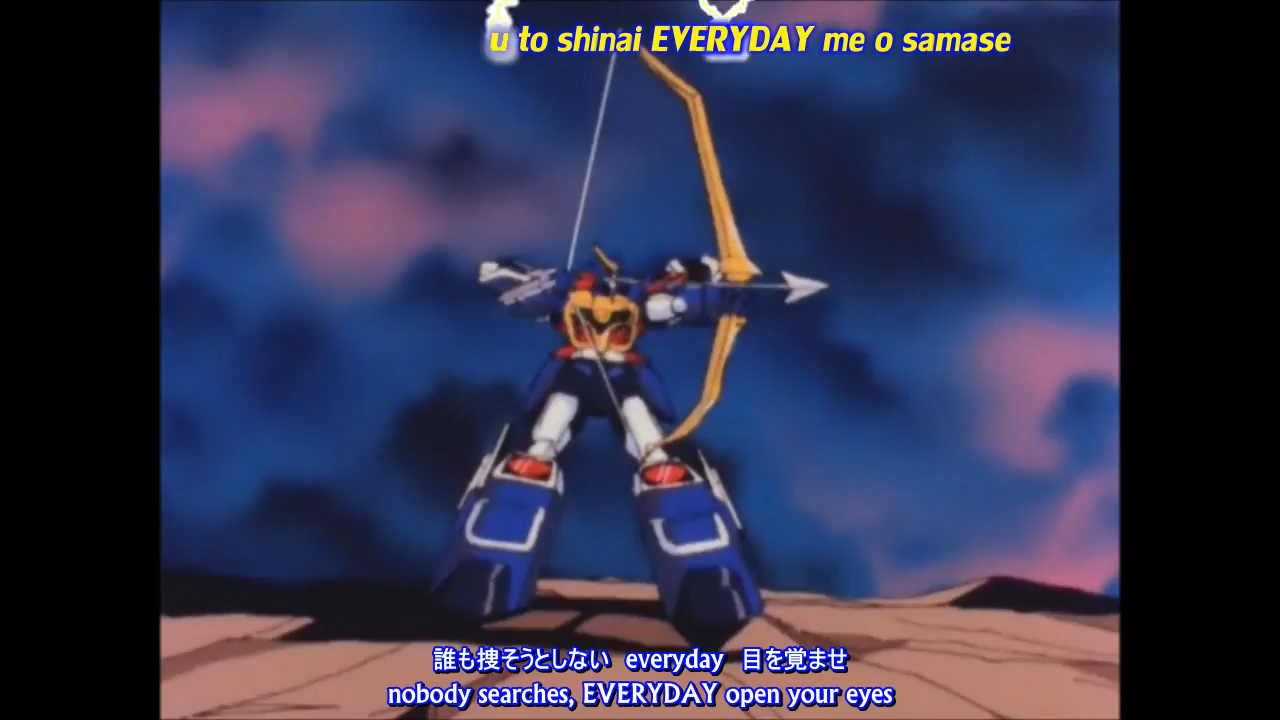 u to shinai EVERYDAY me o samase
誰も捜そうとしない everyday 目を覚ませ
nobody searches, EVERYDAY open your eyes